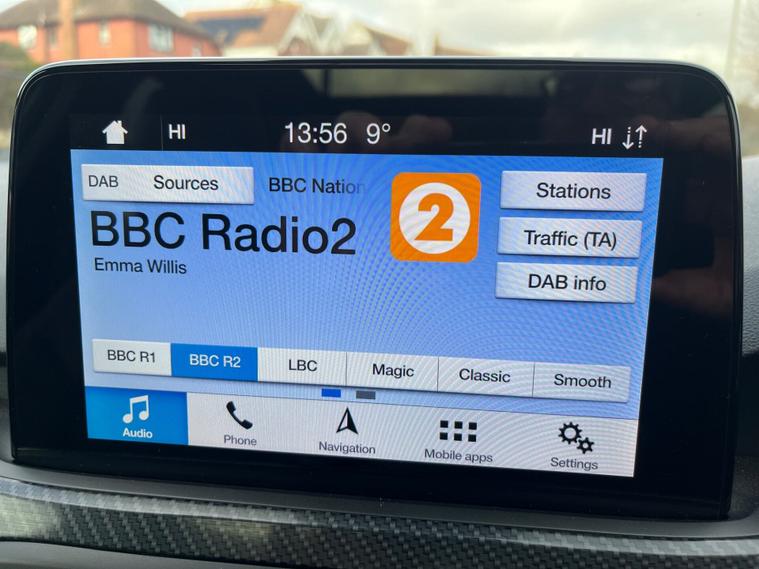 HI 13:56 9° HI
DAB Sources BBC Nation
2
Stations
BBC Radio2
Traffic (TA)
Emma Willis
DAB info
BBC R1 BBC R2 LBC Magic Classic Smooth
Audio Phone Navigation Mobile apps Settings